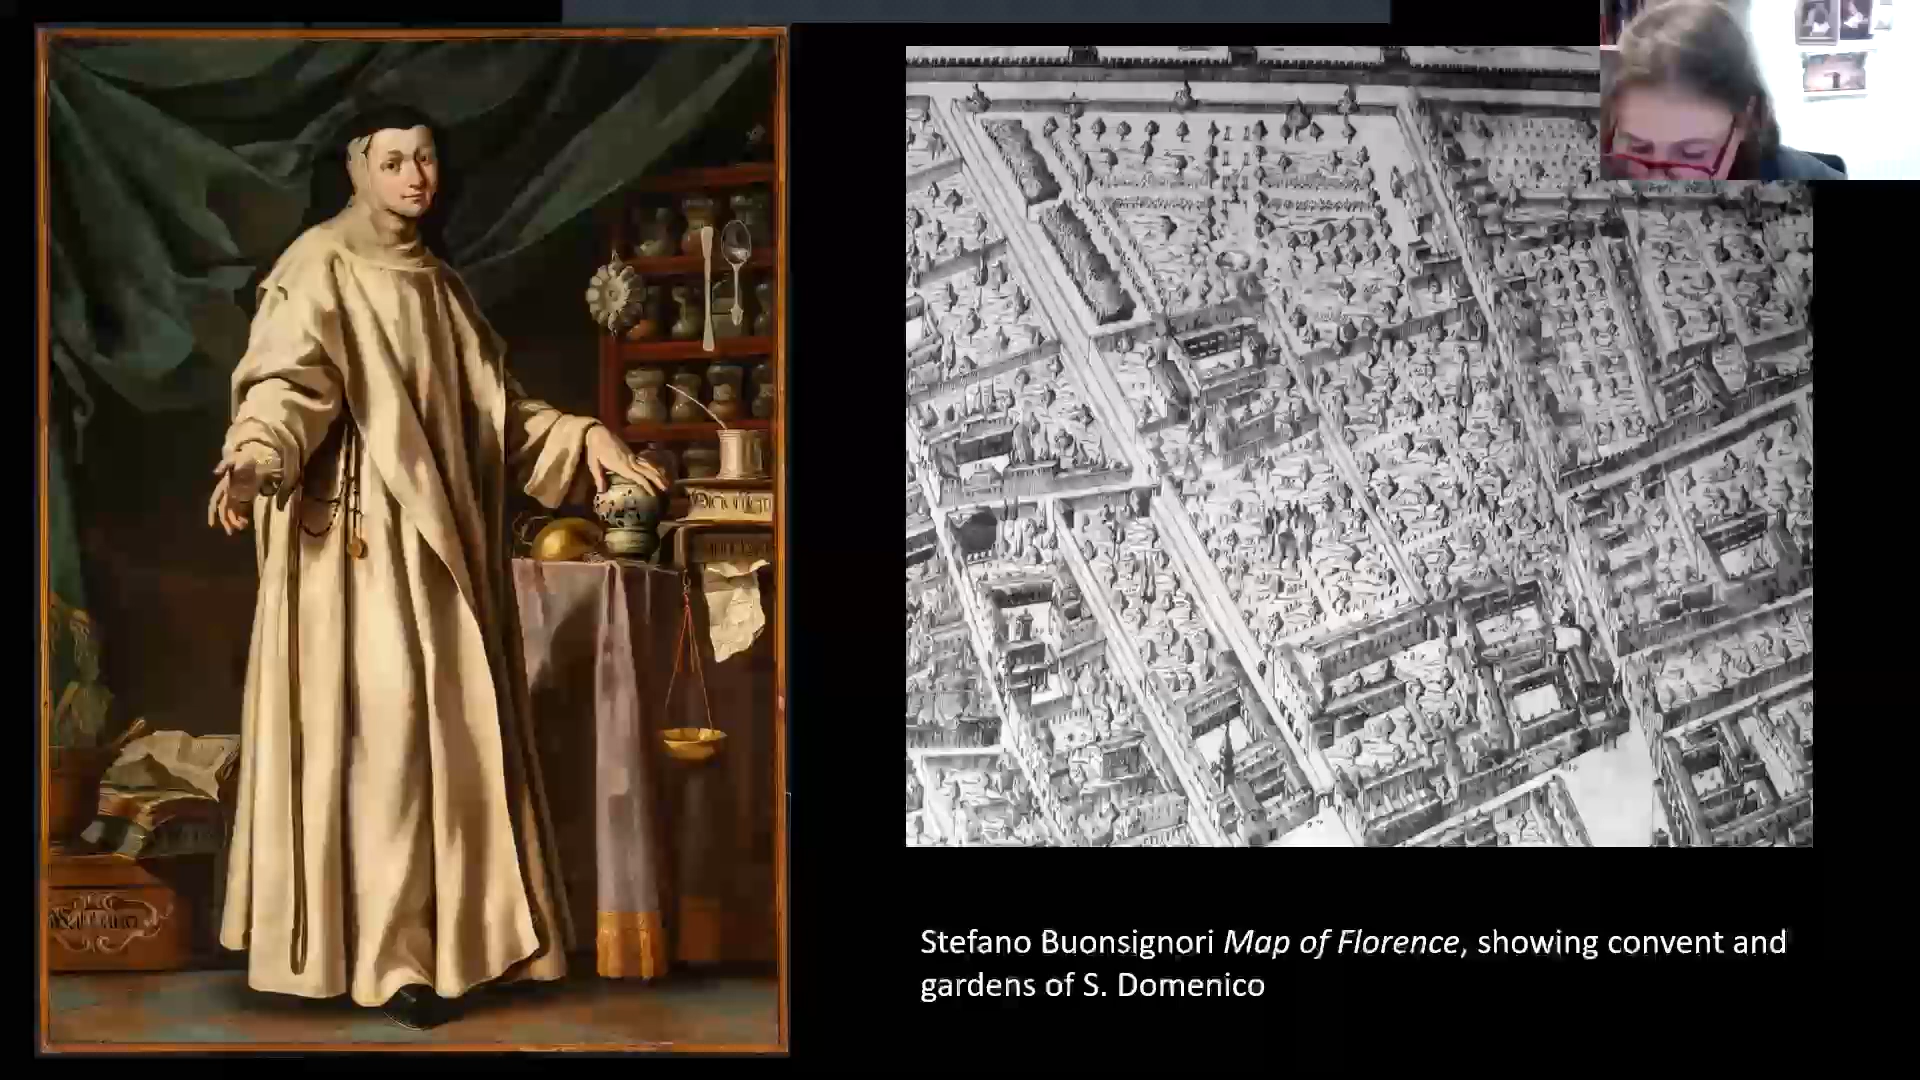 Stefano Buonsignori Map of Florence, showing convent and
gardens of S. Domenico